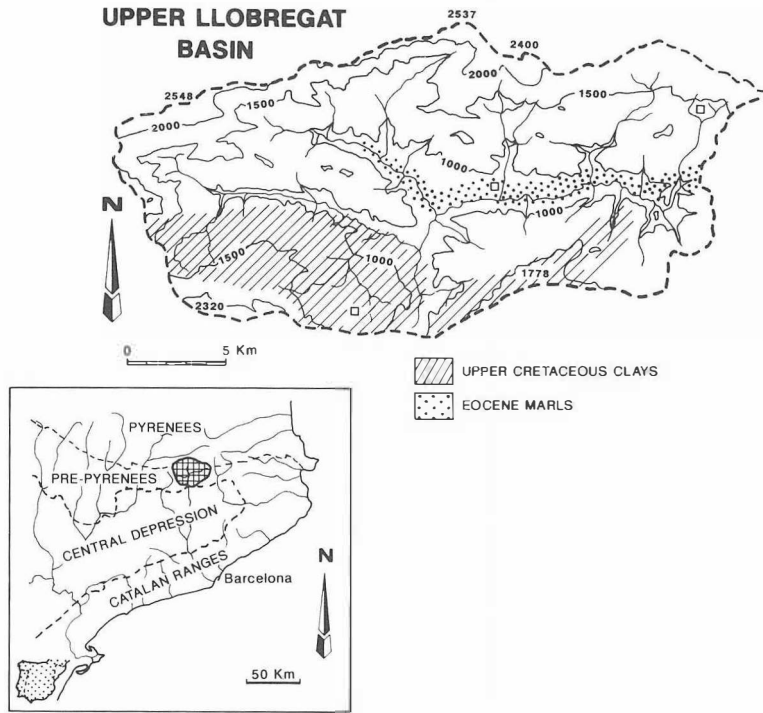 UPPER LLOBREGAT
BASIN
2537
2400
2000
2548
1500
1500
2000
1000
N
1000
1500
1000
1778
2320
0 5 Km
UPPER CRETACEOUS CLAYS
EOCENE MARLS
PYRENEES
PRE-PYRENEES
CENTRAL DEPRESSION
N
CATALAN RANGES
Barcelona
50 Km